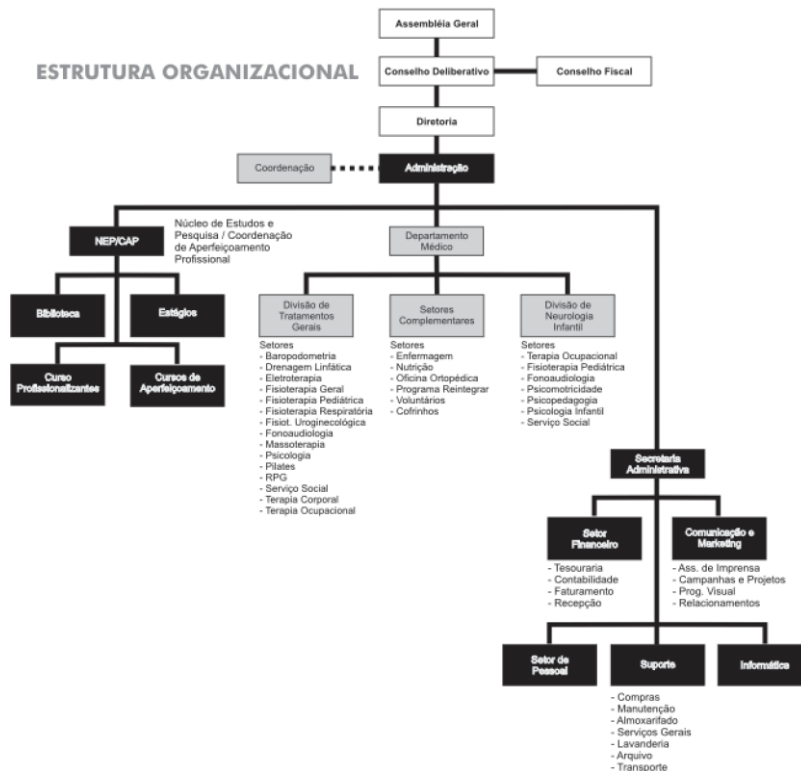 Assembléia Geral
ESTRUTURA ORGANIZACIONAL
Conselho Deliberativo
Conselho Fiscal
Diretoria
Coordenação
Administração
NEP/CAP
Núcleo de Estudos e
Pesquisa / Coordenação
de Aperfeiçoamento
Profissional
Departamento
Médico
Biblioteca
Estágios
Curso
Profissionalizantes
Cursos de
Aperfeiçoamento
Divisão de
Tratamentos
Gerais
Setores
- Baropodometria
- Drenagem Linfática
- Eletroterapia
- Fisioterapia Geral
- Fisioterapia Pediátrica
- Fisioterapia Respiratória
- Fisiot. Uroginecológica
- Fonoaudiologia
- Massoterapia
- Psicologia
- Pilates
- RPG
- Serviço Social
- Terapia Corporal
- Terapia Ocupacional
Setores
Complementares
Setores
- Enfermagem
- Nutrição
- Oficina Ortopédica
- Programa Reintegrar
- Voluntários
- Cofrinhos
Divisão de
Neurologia
Infantil
Setores
- Terapia Ocupacional
- Fisioterapia Pediátrica
- Fonoaudiologia
- Psicomotricidade
- Psicopedagogia
- Psicologia Infantil
- Serviço Social
Secretaria
Administrativa
Setor
Financeiro
- Tesouraria
- Contabilidade
- Faturamento
- Recepção
Comunicação e
Marketing
- Ass. de Imprensa
- Campanhas e Projetos
- Prog. Visual
- Relacionamentos
Setor de
Pessoal
Suporte
- Compras
- Manutenção
- Almoxarifado
- Serviços Gerais
- Lavanderia
- Arquivo
- Transporte
Informática